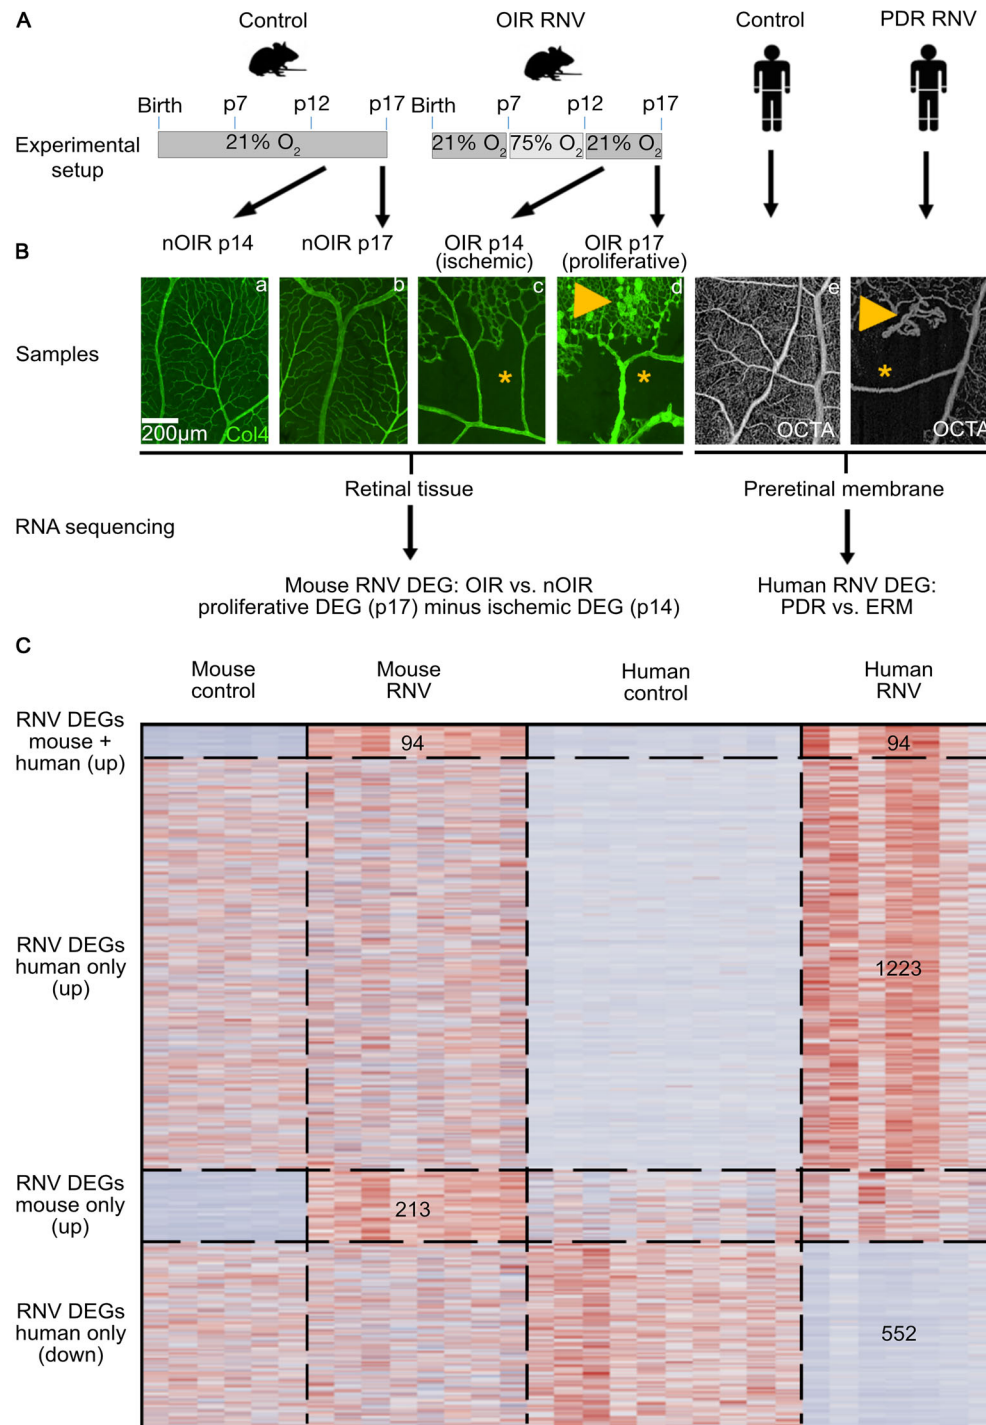 A
Control
OIR RNV
Control
PDR RNV
Birth
p7
p12
p17
Birth
p7
p12
p17
Experimental
setup
21% O2
21% O2
75% O2
21% O2
B
nOIR p14
nOIR p17
OIR p14
(ischemic)
OIR p17
(proliferative)
Samples
a
b
c
*
d
*
e
*
200µm
Col4
OCTA
OCTA
Retinal tissue
Preretinal membrane
RNA sequencing
Mouse RNV DEG: OIR vs. nOIR
proliferative DEG (p17) minus ischemic DEG (p14)
Human RNV DEG:
PDR vs. ERM
C
Mouse
control
Mouse
RNV
Human
control
Human
RNV
RNV DEGs
mouse +
human (up)
94
94
RNV DEGs
human only
(up)
1223
RNV DEGs
mouse only
(up)
213
RNV DEGs
human only
(down)
552